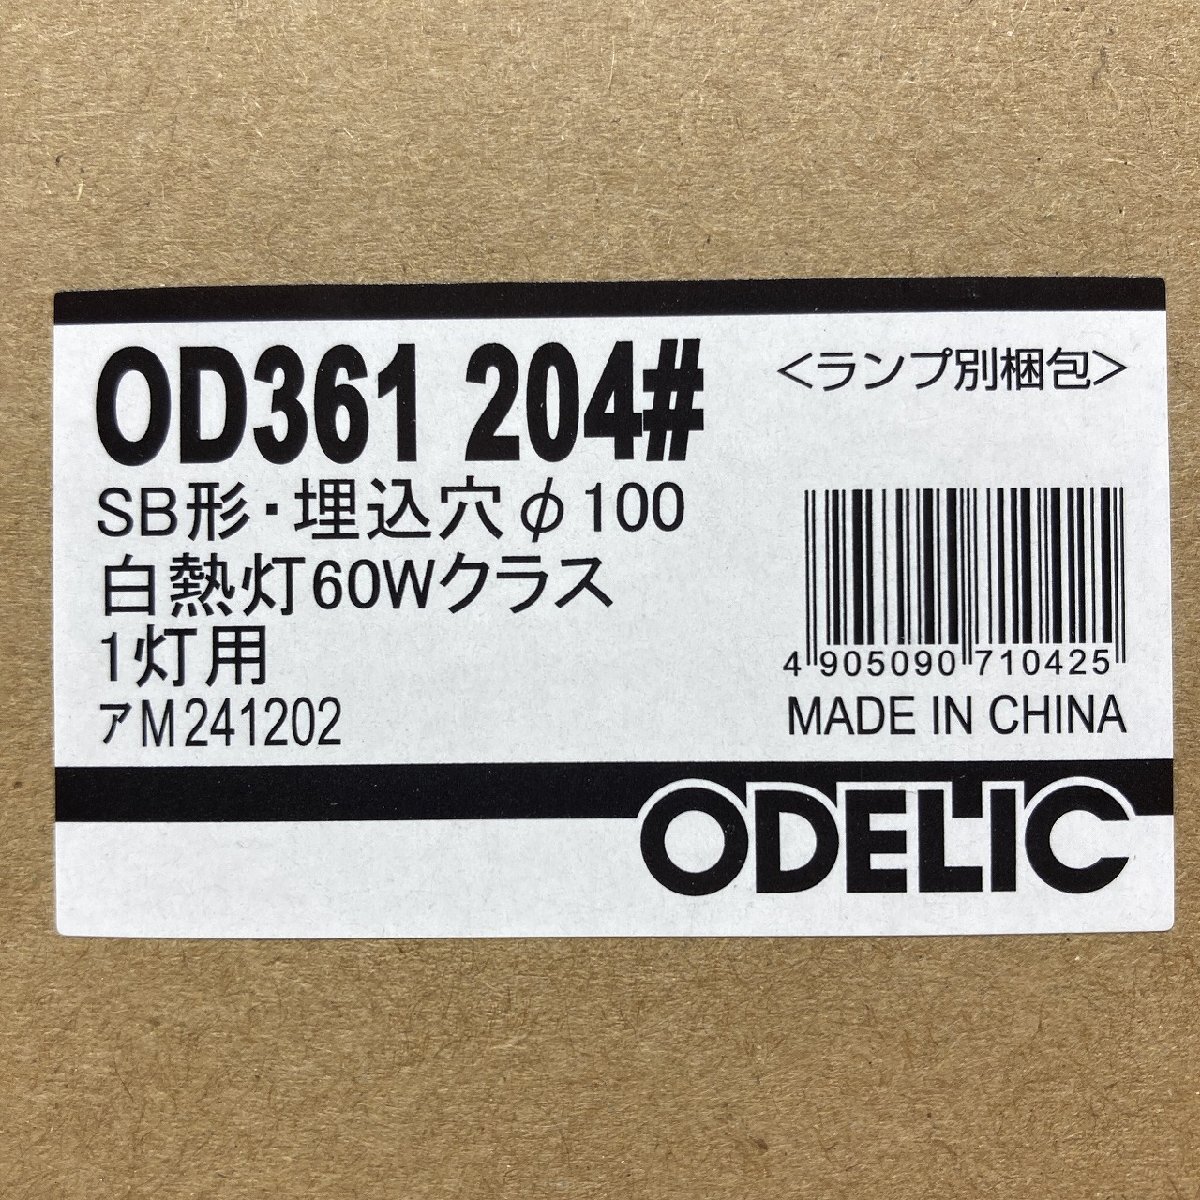 OD361 204#
<ランプ別梱包>
SB形・埋込穴φ100
白熱灯60Wクラス
1灯用
アM241202
4 905090 710425
MADE IN CHINA
ODELIC